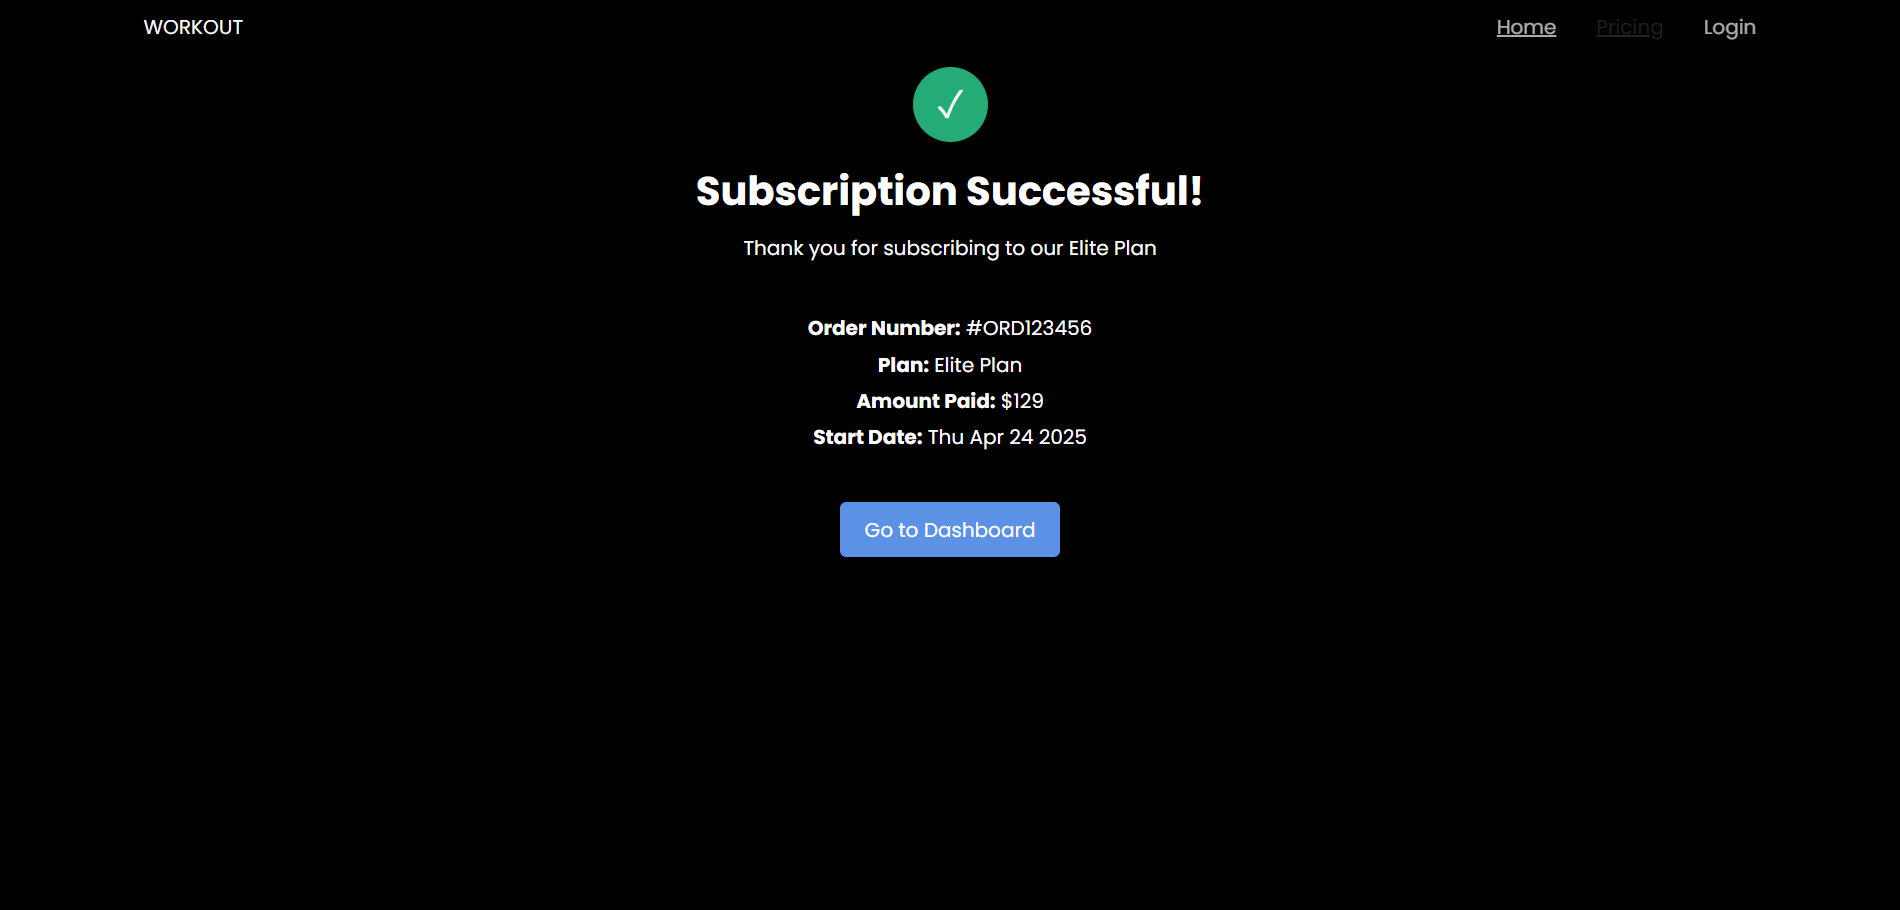 WORKOUT
Home Pricing Login
✓
Subscription Successful!
Thank you for subscribing to our Elite Plan
Order Number: #ORD123456
Plan: Elite Plan
Amount Paid: $129
Start Date: Thu Apr 24 2025
Go to Dashboard